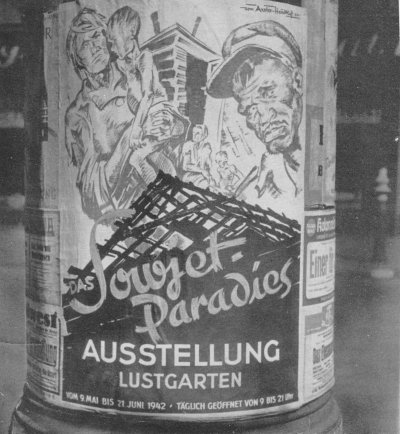 DAS
Sowjet-
Paradies
AUSSTELLUNG
LUSTGARTEN
VOM 9 MAI BIS 21 JUNI 1942 · TÄGLICH GEÖFFNET VON 9 BIS 21 UHR
Einer